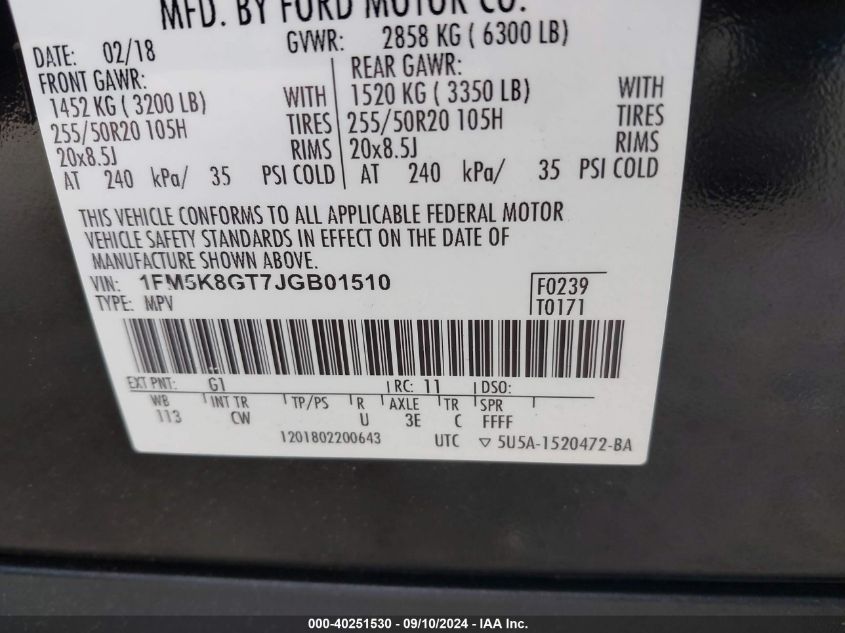 MFD. BY FORD MOTOR CO.
DATE: 02/18 GVWR: 2858 KG ( 6300 LB)
FRONT GAWR: REAR GAWR:
1452 KG ( 3200 LB) WITH 1520 KG ( 3350 LB) WITH
255/50R20 105H TIRES 255/50R20 105H TIRES
20x8.5J RIMS 20x8.5J RIMS
AT 240 kPa/ 35 PSI COLD AT 240 kPa/ 35 PSI COLD
THIS VEHICLE CONFORMS TO ALL APPLICABLE FEDERAL MOTOR
VEHICLE SAFETY STANDARDS IN EFFECT ON THE DATE OF
MANUFACTURE SHOWN ABOVE.
VIN: 1FM5K8GT7JGB01510 F0239
TYPE: MPV T0171
EXT PNT: G1 RC: 11 DSO:
WB INT TR TP/PS R AXLE TR SPR
113 CW U 3E C FFFF
1201802200643 UTC ▽ 5U5A-1520472-BA
000-40251530 - 09/10/2024 - IAA Inc.